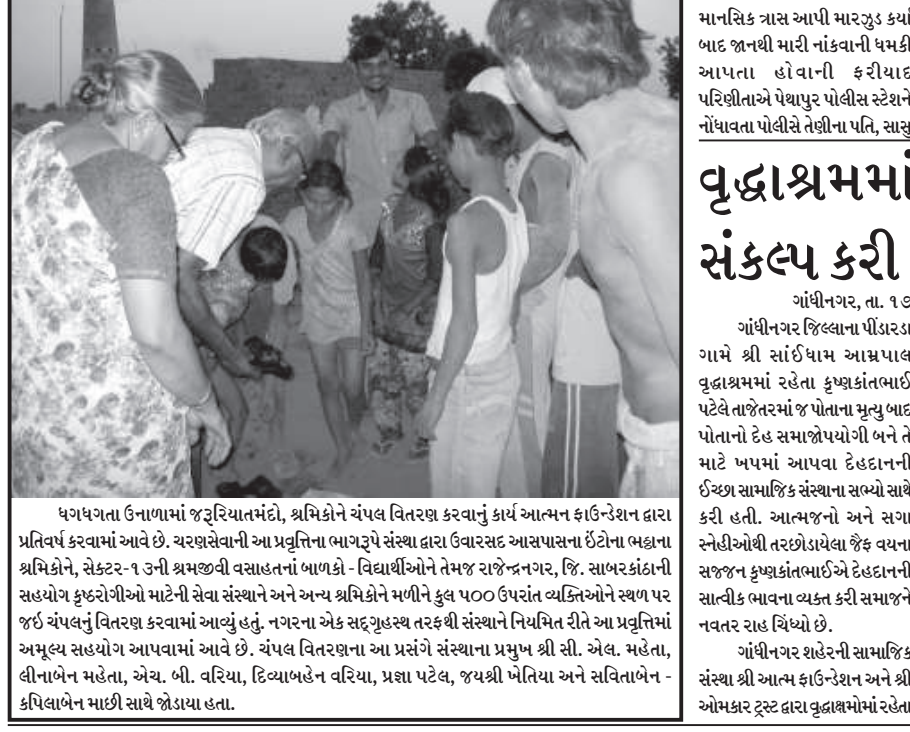 ધગધગતા ઉનાળામાં જરૂરિયાતમંદો, શ્રમિકોને ચંપલ વિતરણ કરવાનું કાર્ય આત્મન ફાઉન્ડેશન દ્વારા
પ્રતિવર્ષ કરવામાં આવે છે. ચરણસેવાની આ પ્રવૃત્તિના ભાગરૂપે સંસ્થા દ્વારા ઉવારસદ આસપાસના ઇંટોના ભઠ્ઠાના
શ્રમિકોને, સેક્ટર-૧૩ની શ્રમજીવી વસાહતનાં બાળકો - વિદ્યાર્થીઓને તેમજ રાજેન્દ્રનગર, જિ. સાબરકાંઠાની
સહયોગ કૃષ્ઠરોગીઓ માટેની સેવા સંસ્થાને અને અન્ય શ્રમિકોને મળીને કુલ ૫૦૦ ઉપરાંત વ્યક્તિઓને સ્થળ પર
જઇ ચંપલનું વિતરણ કરવામાં આવ્યું હતું. નગરના એક સદ્‌ગૃહસ્થ તરફથી સંસ્થાને નિયમિત રીતે આ પ્રવૃત્તિમાં
અમૂલ્ય સહયોગ આપવામાં આવે છે. ચંપલ વિતરણના આ પ્રસંગે સંસ્થાના પ્રમુખ શ્રી સી. એલ. મહેતા,
લીનાબેન મહેતા, એચ. બી. વરિયા, દિવ્યાબહેન વરિયા, પ્રજ્ઞા પટેલ, જયશ્રી ખેતિયા અને સવિતાબેન -
કપિલાબેન માછી સાથે જોડાયા હતા.
માનસિક ત્રાસ આપી મારઝુડ કર્યા
બાદ જાનથી મારી નાંકવાની ધમકી
આપતા હોવાની ફરીયાદ
પરિણીતાએ પેથાપુર પોલીસ સ્ટેશને
નોંધાવતા પોલીસે તેણીના પતિ, સાસુ
વૃદ્ધાશ્રમમાં
સંકલ્પ કરી
ગાંધીનગર, તા. ૧૭
ગાંધીનગર જિલ્લાના પીંડારડા
ગામે શ્રી સાંઈધામ આમ્રપાલ
વૃદ્ધાશ્રમમાં રહેતા કૃષ્ણકાંતભાઈ
પટેલે તાજેતરમાં જ પોતાના મૃત્યુ બાદ
પોતાનો દેહ સમાજોપયોગી બને તે
માટે ખપમાં આપવા દેહદાનની
ઈચ્છા સામાજિક સંસ્થાના સભ્યો સાથે
કરી હતી. આત્મજનો અને સગા
સ્નેહીઓથી તરછોડાયેલા જૈફ વયના
સજ્જન કૃષ્ણકાંતભાઈએ દેહદાનની
સાત્વીક ભાવના વ્યક્ત કરી સમાજને
નવતર રાહ ચિંધ્યો છે.
ગાંધીનગર શહેરની સામાજિક
સંસ્થા શ્રી આત્મ ફાઉન્ડેશન અને શ્રી
ઓમકાર ટ્રસ્ટ દ્વારા વૃદ્ધાક્ષમોમાં રહેતા